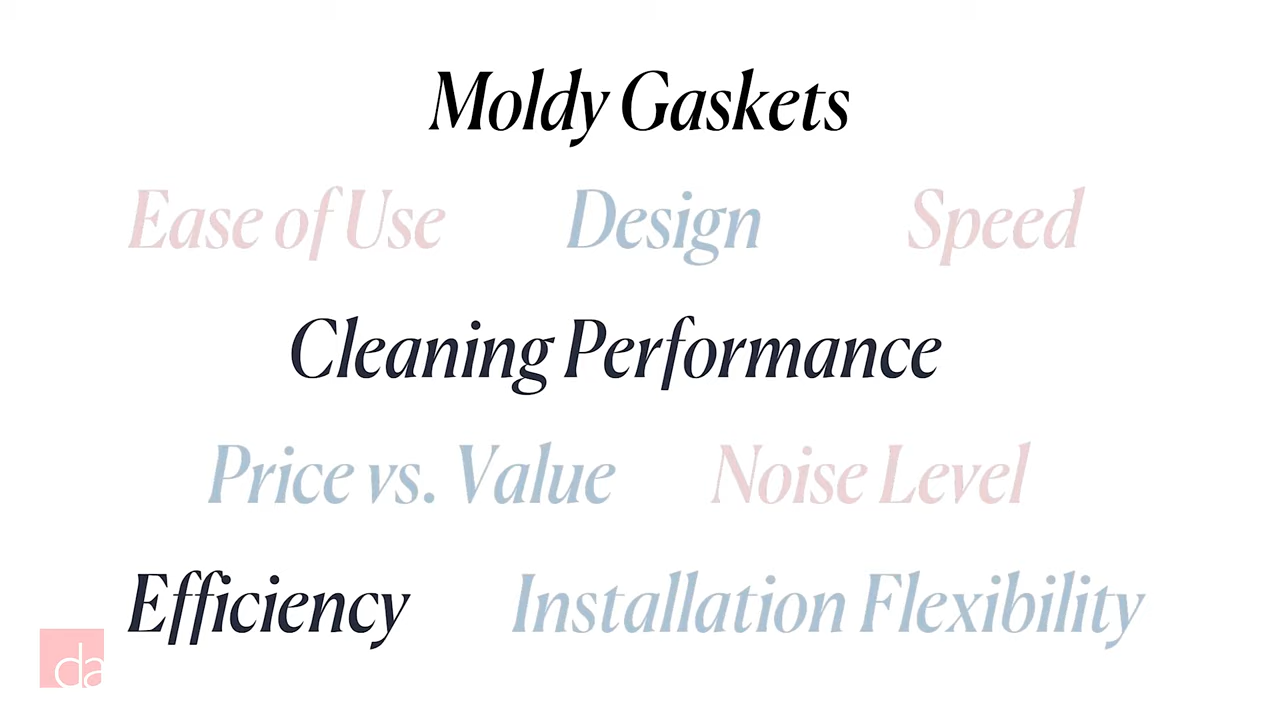 Moldy Gaskets
Ease of Use Design Speed
Cleaning Performance
Price vs. Value Noise Level
Efficiency Installation Flexibility
da